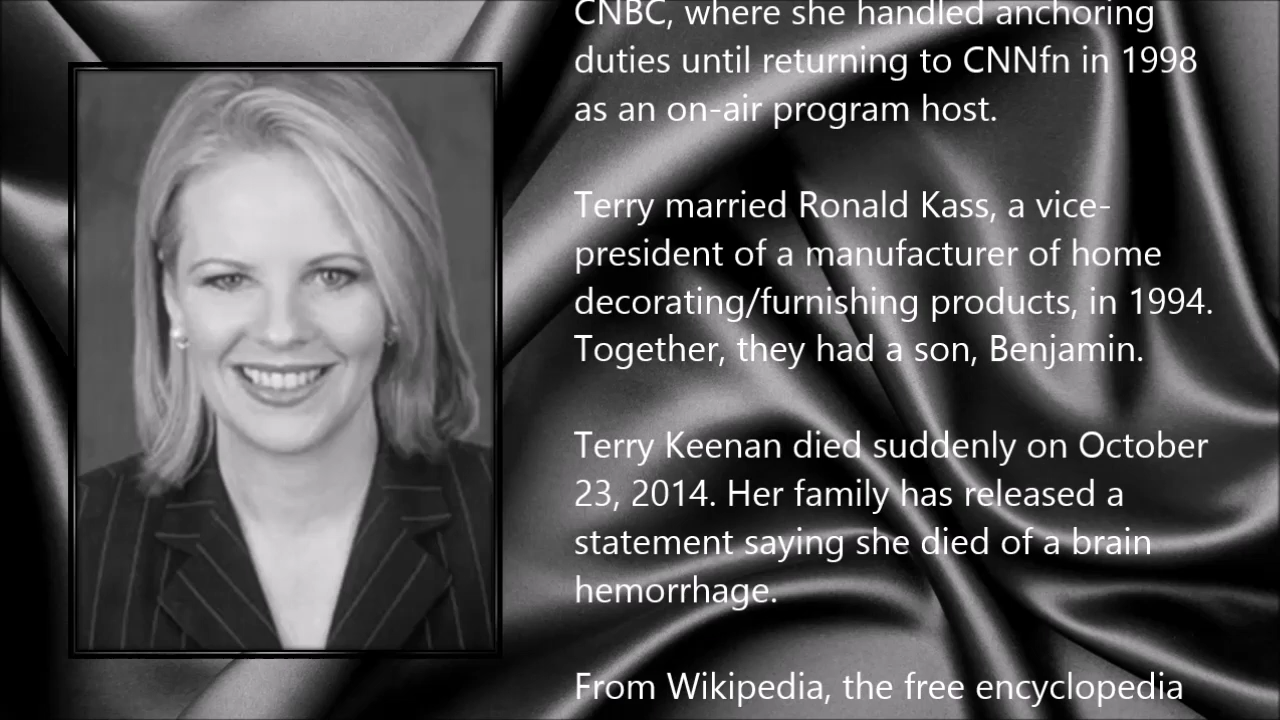 CNBC, where she handled anchoring
duties until returning to CNNfn in 1998
as an on-air program host.
Terry married Ronald Kass, a vice-
president of a manufacturer of home
decorating/furnishing products, in 1994.
Together, they had a son, Benjamin.
Terry Keenan died suddenly on October
23, 2014. Her family has released a
statement saying she died of a brain
hemorrhage.
From Wikipedia, the free encyclopedia